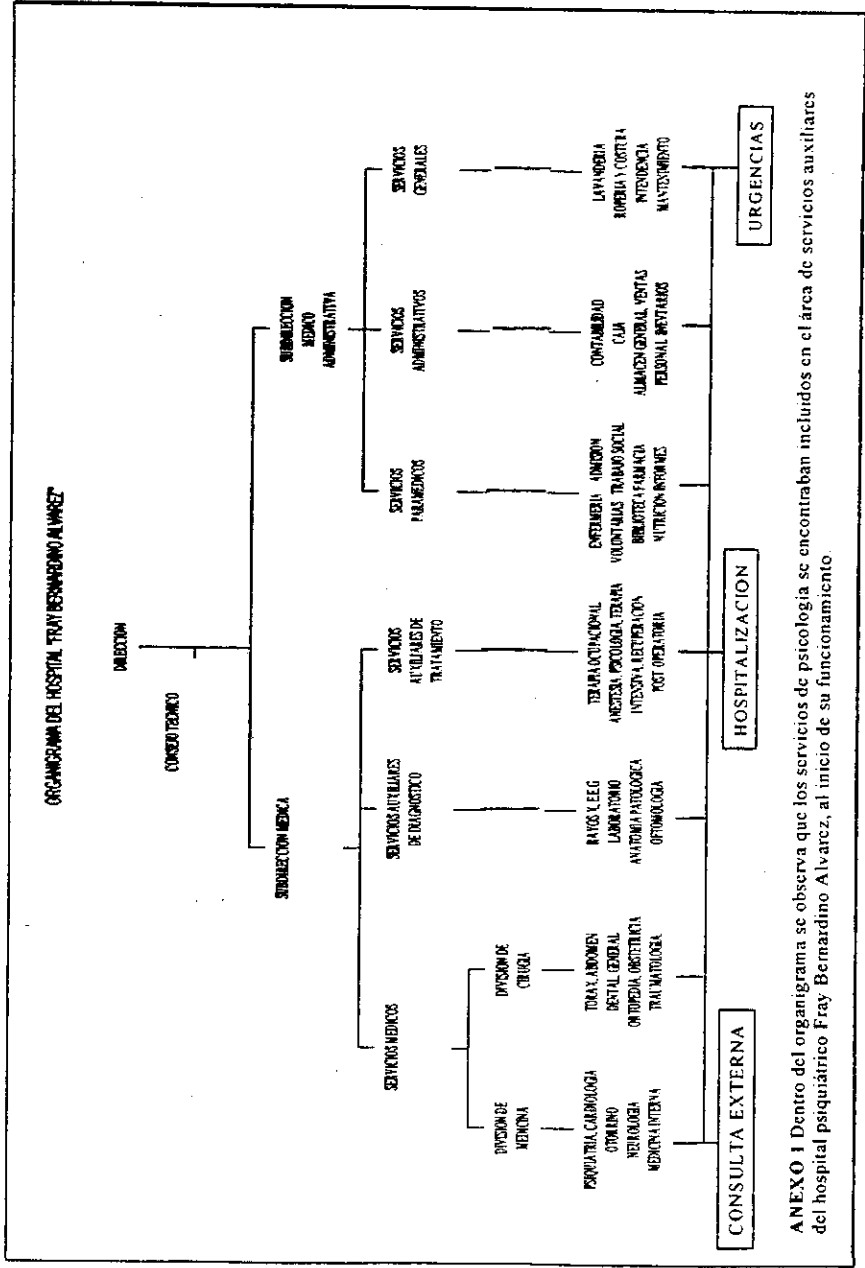 ORGANIGRAMA DEL HOSPITAL "FRAY BERNARDINO ALVAREZ"
DIRECCION
CONSEJO TECNICO
SUBDIRECCION MEDICA
SUBDIRECCION
MEDICO
ADMINISTRATIVA
SERVICIOS MEDICOS
SERVICIOS AUXILIARES
DE DIAGNOSTICO
SERVICIOS
AUXILIARES DE
TRATAMIENTO
SERVICIOS
PARAMEDICOS
SERVICIOS
ADMINISTRATIVOS
SERVICIOS
GENERALES
DIVISION DE
MEDICINA
DIVISION DE
CIRUGIA
PSIQUIATRIA, CARDIOLOGIA
OTORRINO
NEUROLOGIA
MEDICINA INTERNA
TORAX, ABDOMEN
DENTAL, GENERAL
ORTOPEDIA, OBSTETRICIA
TRAUMATOLOGIA
RAYOS X, E.E.G
LABORATORIO
ANATOMIA PATOLOGICA
OFTOMOLOGIA
TERAPIA OCUPACIONAL
ANESTESIA, PSICOLOGIA, TERAPIA
INTENSIVA, RECUPERACION
POST OPERATORIA
ENFERMERIA ADMISION
VOLUNTARIAS TRABAJO SOCIAL
BIBLIOTECA FARMACIA
NUTRICION INFORMES
CONTABILIDAD
CAJA
ALMACEN GENERAL, VENTAS
PERSONAL INEVTARIOS
LAVANDERIA
ROPERIA Y COSTURA
INTENDENCIA
MANTENIMIENTO
CONSULTA EXTERNA
HOSPITALIZACION
URGENCIAS
ANEXO 1 Dentro del organigrama se observa que los servicios de psicologia se encontraban incluidos en el área de servicios auxiliares
del hospital psiquiátrico Fray Bernardino Alvarez, al inicio de su funcionamiento.